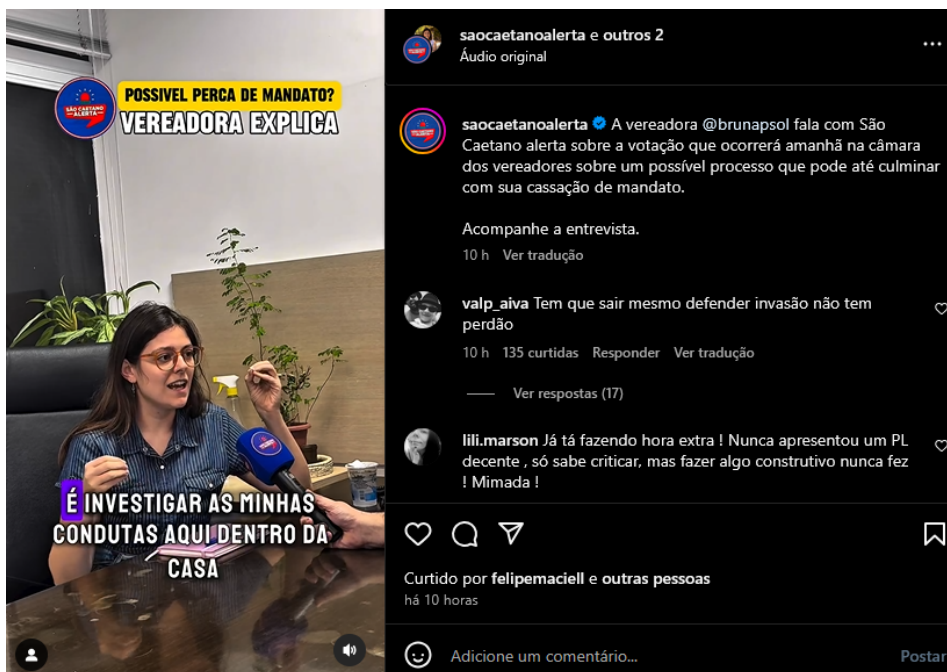 POSSIVEL PERCA DE MANDATO?
VEREADORA EXPLICA
SÃO CAETANO
ALERTA
É INVESTIGAR AS MINHAS
CONDUTAS AQUI DENTRO DA
CASA
saocaetanoalerta e outros 2
Áudio original
saocaetanoalerta A vereadora @brunapsol fala com São
Caetano alerta sobre a votação que ocorrerá amanhã na câmara
dos vereadores sobre um possível processo que pode até culminar
com sua cassação de mandato.
Acompanhe a entrevista.
10 h Ver tradução
valp_aiva Tem que sair mesmo defender invasão não tem
perdão
10 h 135 curtidas Responder Ver tradução
Ver respostas (17)
lili.marson Já tá fazendo hora extra ! Nunca apresentou um PL
decente , só sabe criticar, mas fazer algo construtivo nunca fez
! Mimada !
Curtido por felipemaciell e outras pessoas
há 10 horas
Adicione um comentário...
Postar